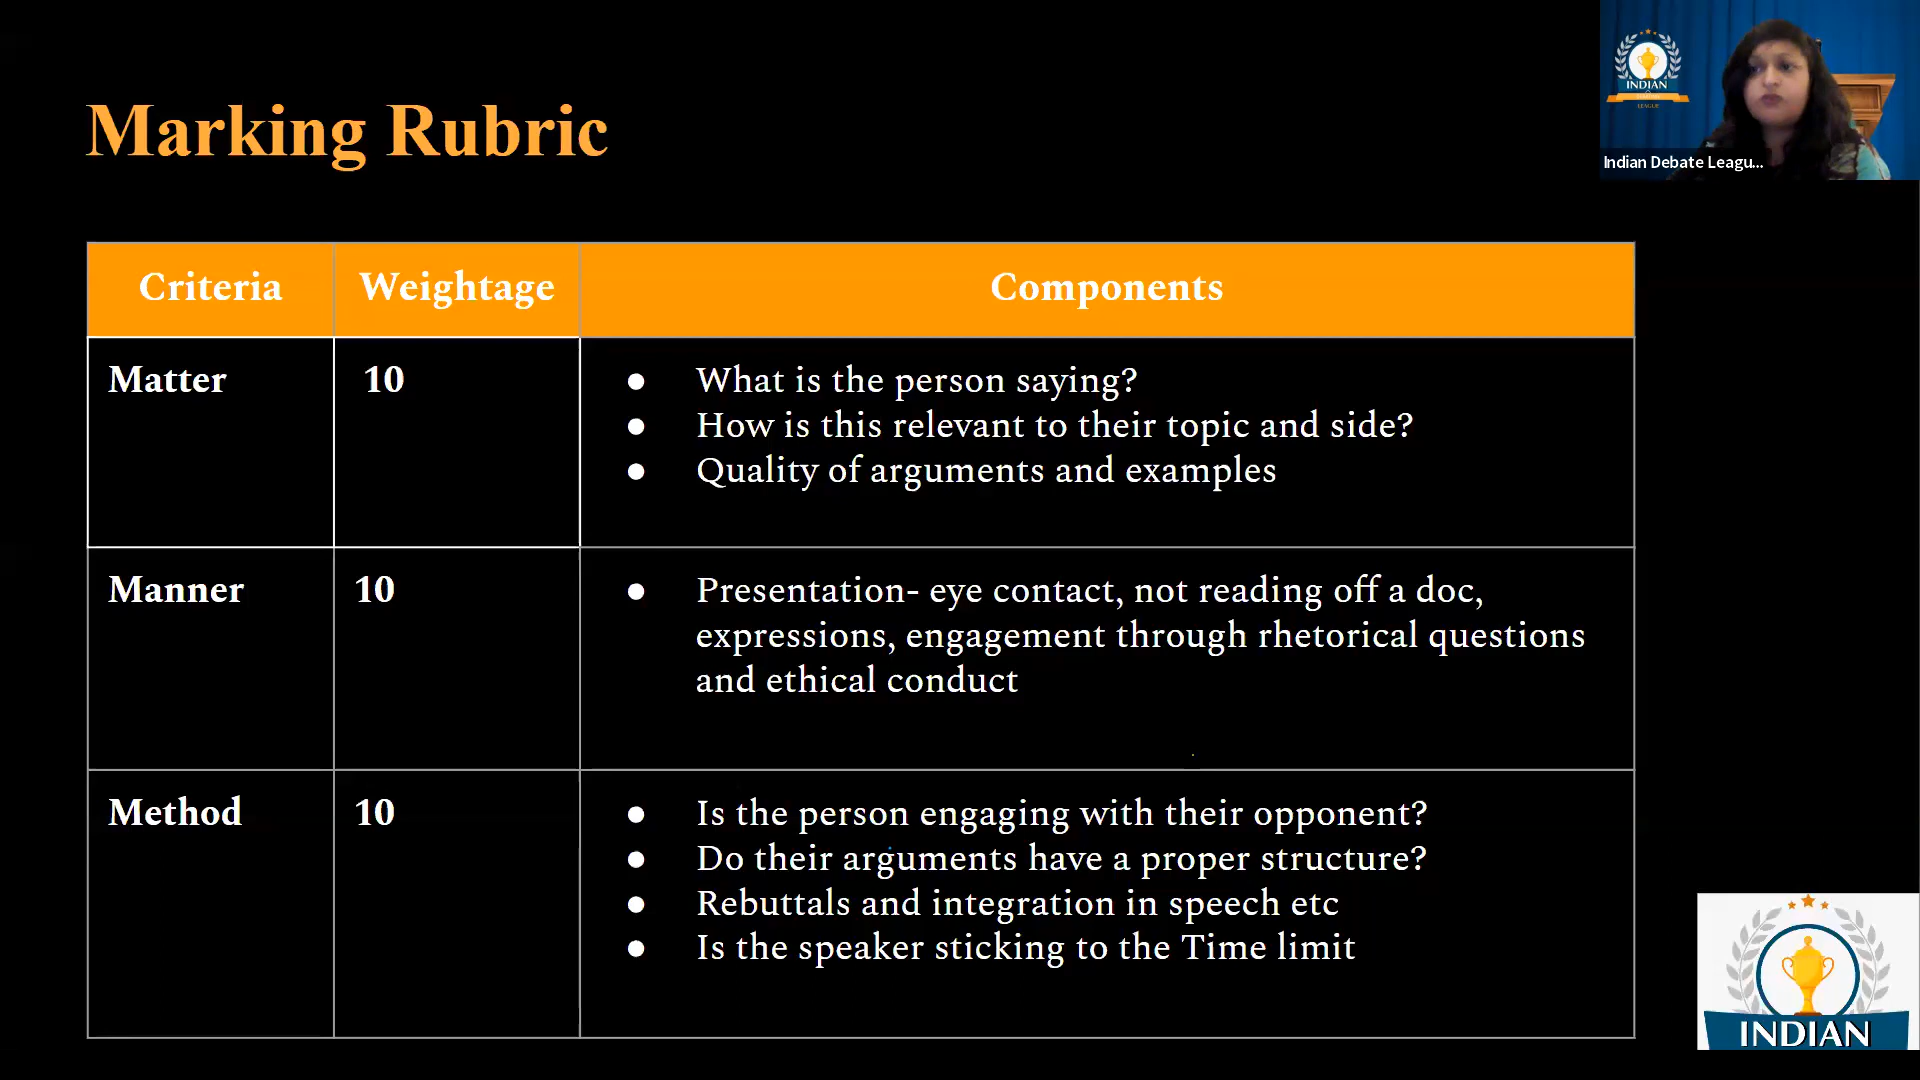 Marking Rubric
INDIAN
LEAGUE
Indian Debate Leagu...
Criteria Weightage Components
Matter 10
● What is the person saying?
● How is this relevant to their topic and side?
● Quality of arguments and examples
Manner 10
● Presentation- eye contact, not reading off a doc,
expressions, engagement through rhetorical questions
and ethical conduct
Method 10
● Is the person engaging with their opponent?
● Do their arguments have a proper structure?
● Rebuttals and integration in speech etc
● Is the speaker sticking to the Time limit
INDIAN